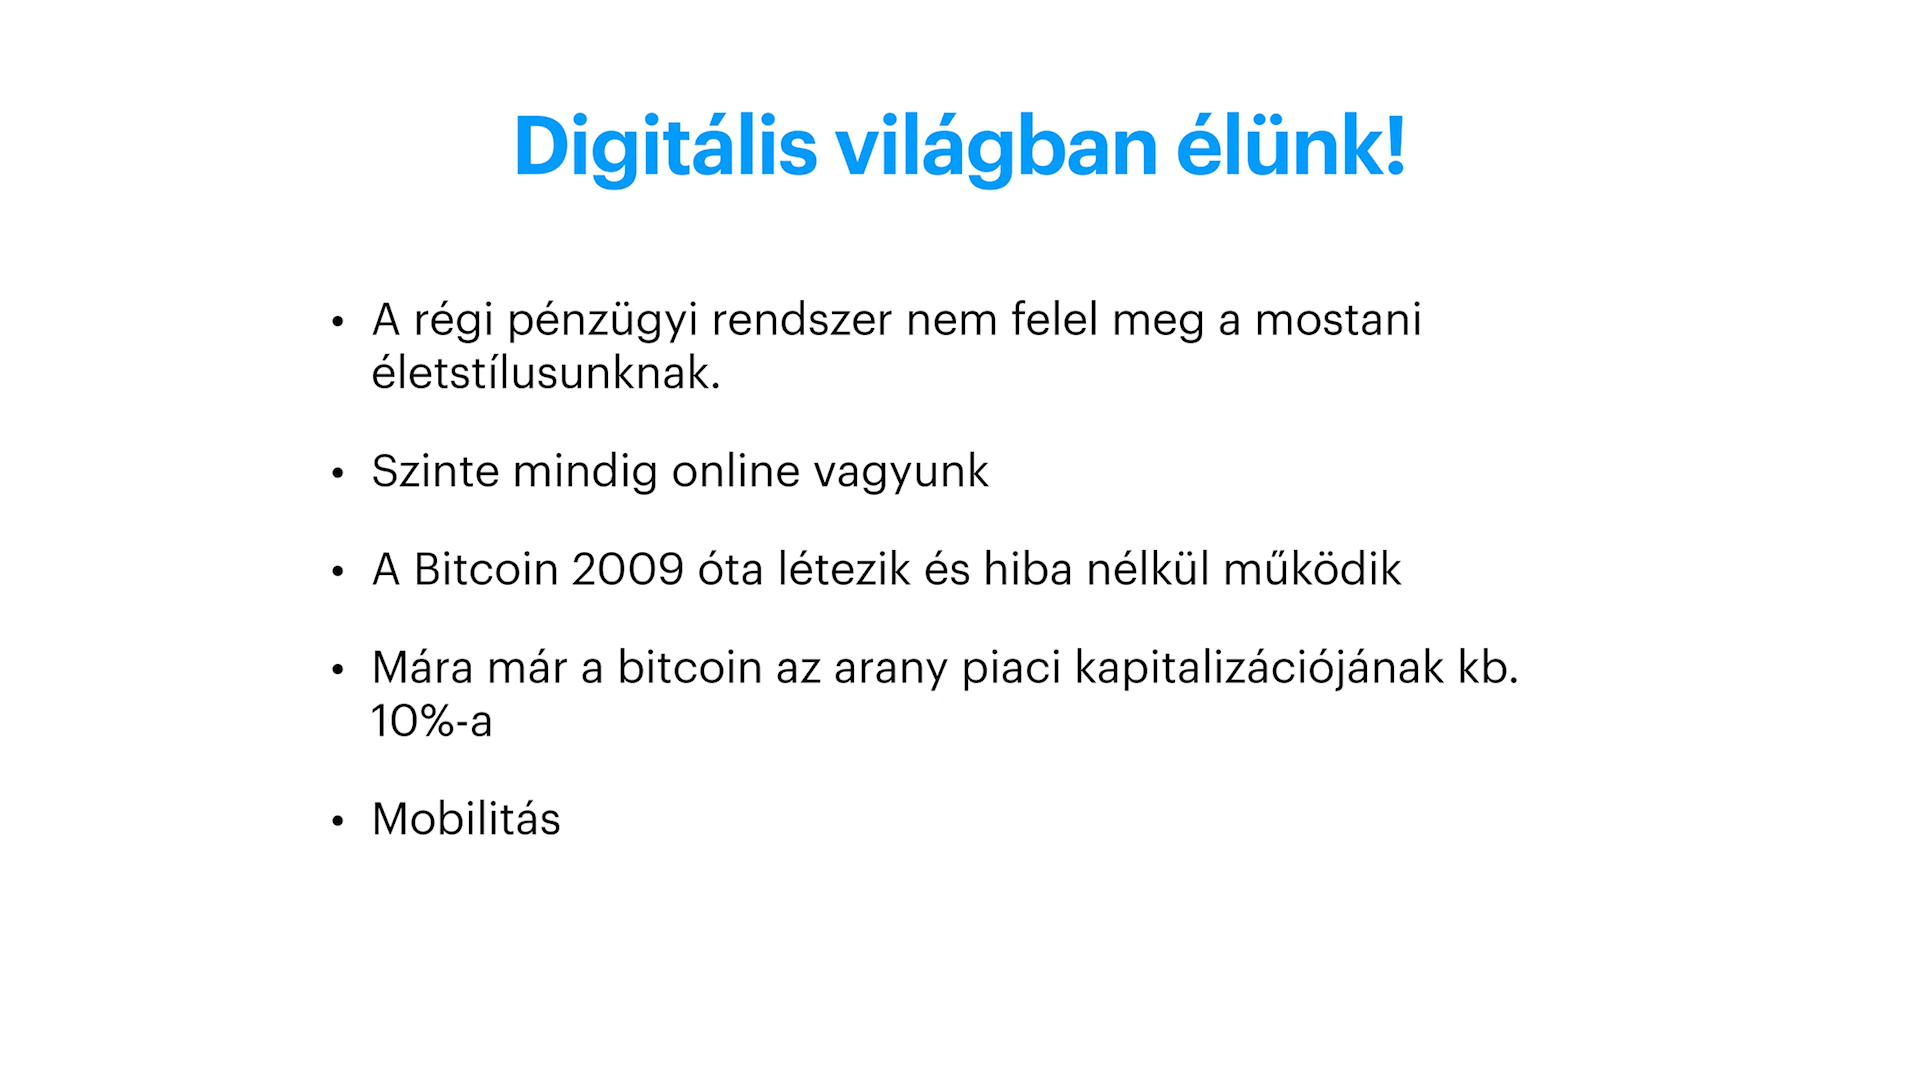 Digitális világban élünk!
• A régi pénzügyi rendszer nem felel meg a mostani
életstílusunknak.
• Szinte mindig online vagyunk
• A Bitcoin 2009 óta létezik és hiba nélkül működik
• Mára már a bitcoin az arany piaci kapitalizációjának kb.
10%-a
• Mobilitás